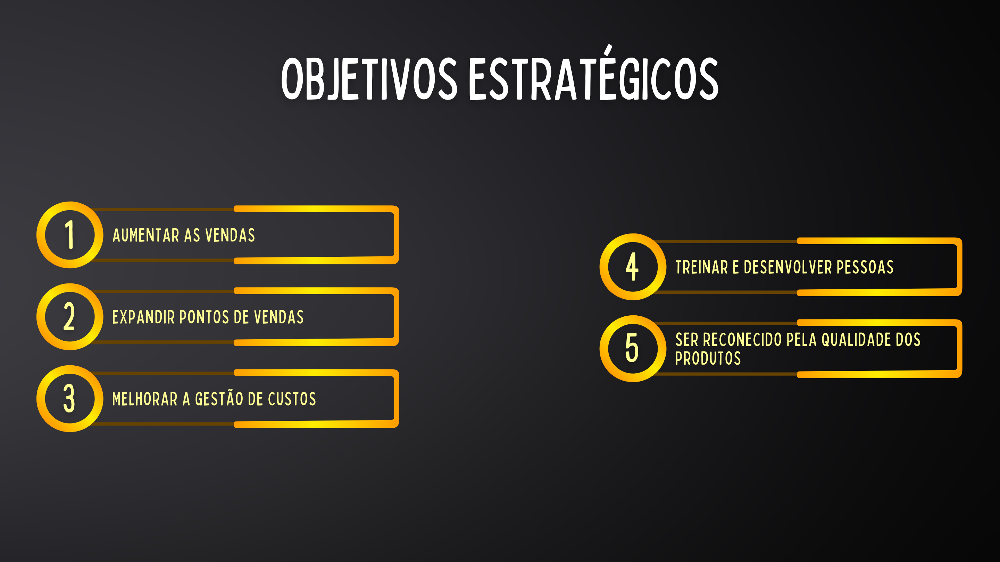 OBJETIVOS ESTRATÉGICOS
1
AUMENTAR AS VENDAS
2
EXPANDIR PONTOS DE VENDAS
3
MELHORAR A GESTÃO DE CUSTOS
4
TREINAR E DESENVOLVER PESSOAS
5
SER RECONECIDO PELA QUALIDADE DOS
PRODUTOS